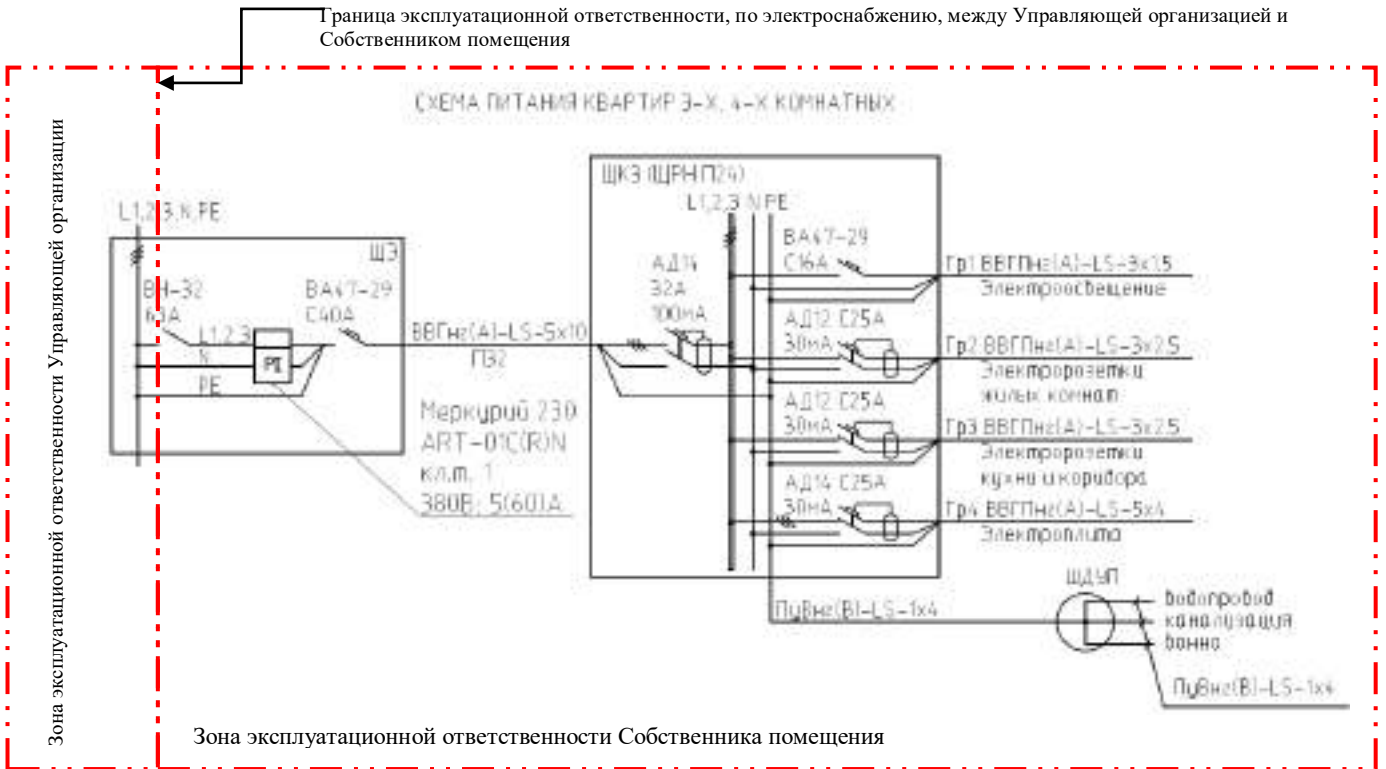 Граница эксплуатационной ответственности, по электроснабжению, между Управляющей организацией и
Собственником помещения
Зона эксплуатационной ответственности Управляющей организации
СХЕМА ПИТАНИЯ КВАРТИР 3-Х, 4-Х КОМНАТНЫХ
L1,2,3,N,PE
ЩЭ
ВН-32
63А
L1,2,3
N
PE
PI
ВА47-29
С40А
ВВГнг(А)-LS-5х10
ПЭ2
Меркурий 230
ART-01C(R)N
кл.т. 1
380В; 5(60)А
ЩК3 (ЩРН-П24)
L1,2,3 N PE
АД14
32А
100мА
ВА47-29
С16А
Гр1 ВВГПнг(А)-LS-3х1.5
Электроосвещение
АД12 С25А
30мА
Гр2 ВВГПнг(А)-LS-3х2.5
Электророзетки
жилых комнат
АД12 С25А
30мА
Гр3 ВВГПнг(А)-LS-3х2.5
Электророзетки
кухни и коридора
АД14 С25А
30мА
Гр4 ВВГПнг(А)-LS-5х4
Электроплита
ПуВнг(В)-LS-1х4
ЩДУП
водопровод
канализация
ванна
ПуВнг(В)-LS-1х4
Зона эксплуатационной ответственности Собственника помещения